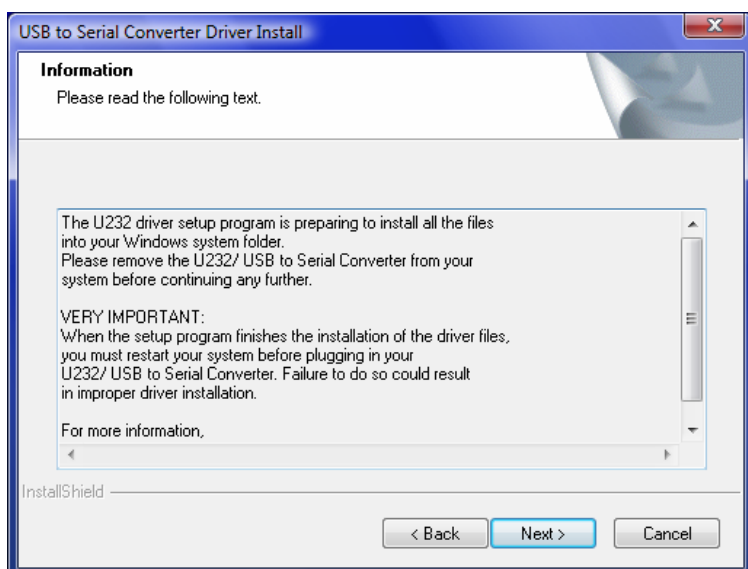 USB to Serial Converter Driver Install
Information
Please read the following text.
The U232 driver setup program is preparing to install all the files
into your Windows system folder.
Please remove the U232/ USB to Serial Converter from your
system before continuing any further.
VERY IMPORTANT:
When the setup program finishes the installation of the driver files,
you must restart your system before plugging in your
U232/ USB to Serial Converter. Failure to do so could result
in improper driver installation.
For more information,
InstallShield
< Back
Next >
Cancel